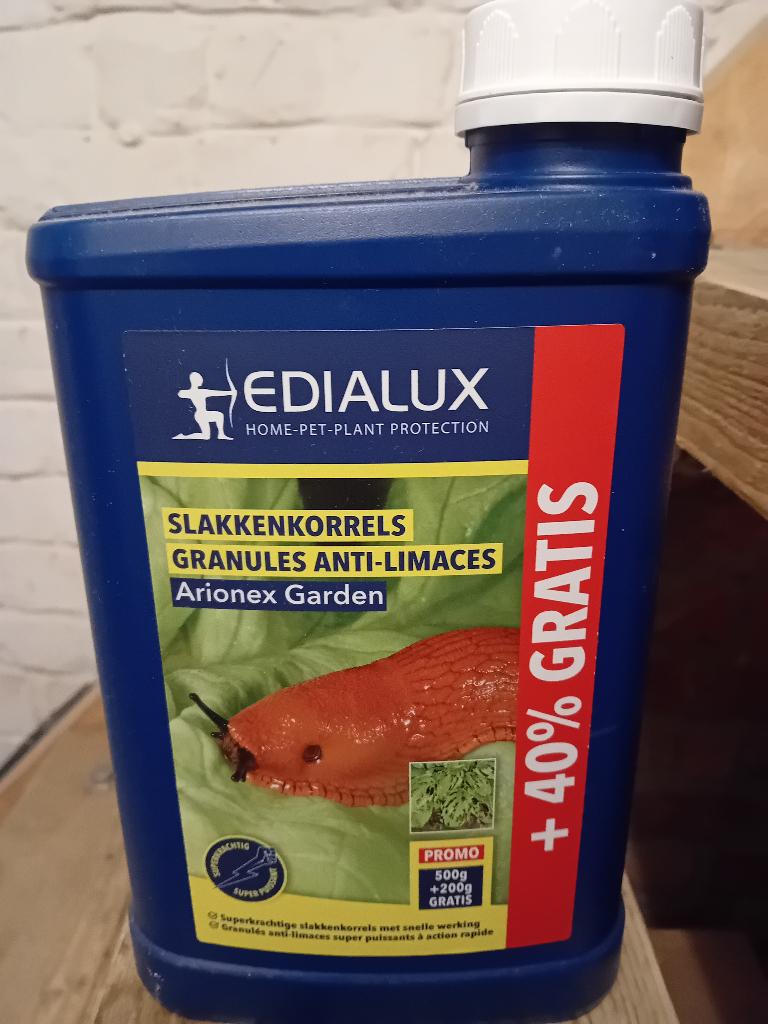 EDIALUX
HOME-PET-PLANT PROTECTION
SLAKKENKORRELS
GRANULES ANTI-LIMACES
Arionex Garden
+ 40% GRATIS
SUPERKRACHTIG
SUPER PUISSANT
PROMO
500g
+200g
GRATIS
Superkrachtige slakkenkorrels met snelle werking
Granulés anti-limaces super puissants à action rapide